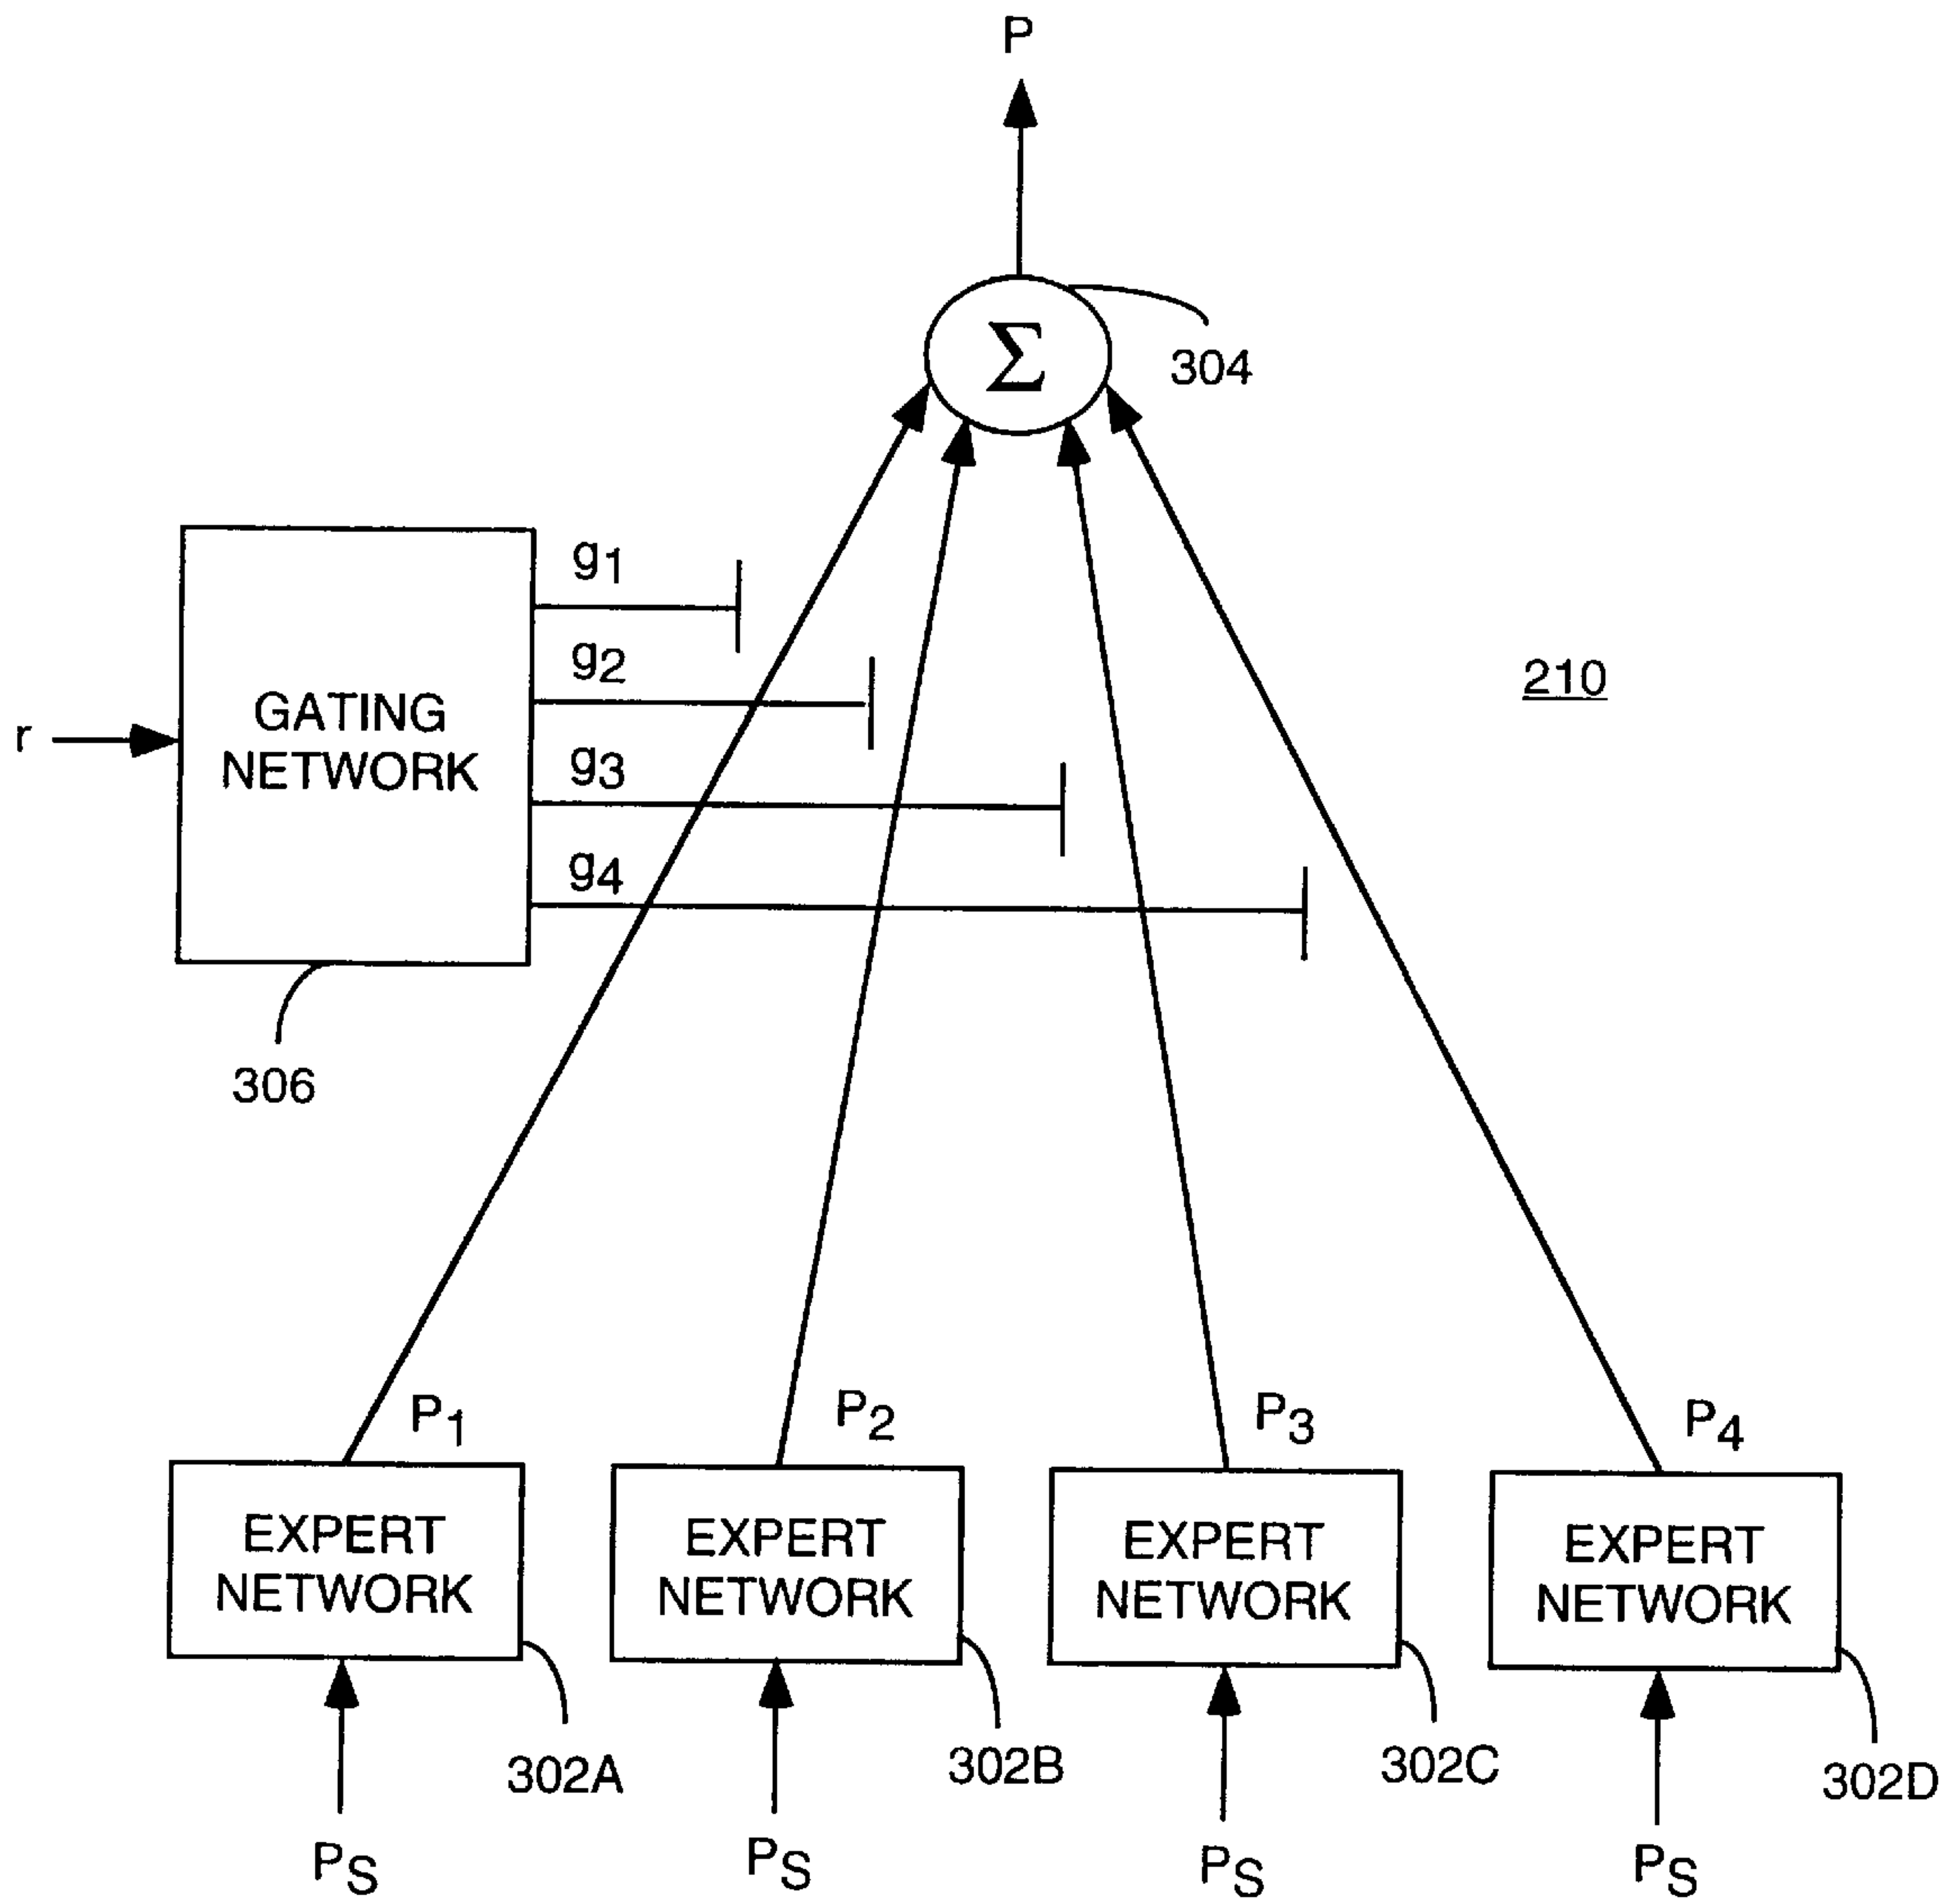 P
Σ
304
g1
g2
210
GATING
NETWORK
r
g3
g4
306
P1
P2
P3
P4
EXPERT
NETWORK
EXPERT
NETWORK
EXPERT
NETWORK
EXPERT
NETWORK
302A
302B
302C
302D
PS
PS
PS
PS